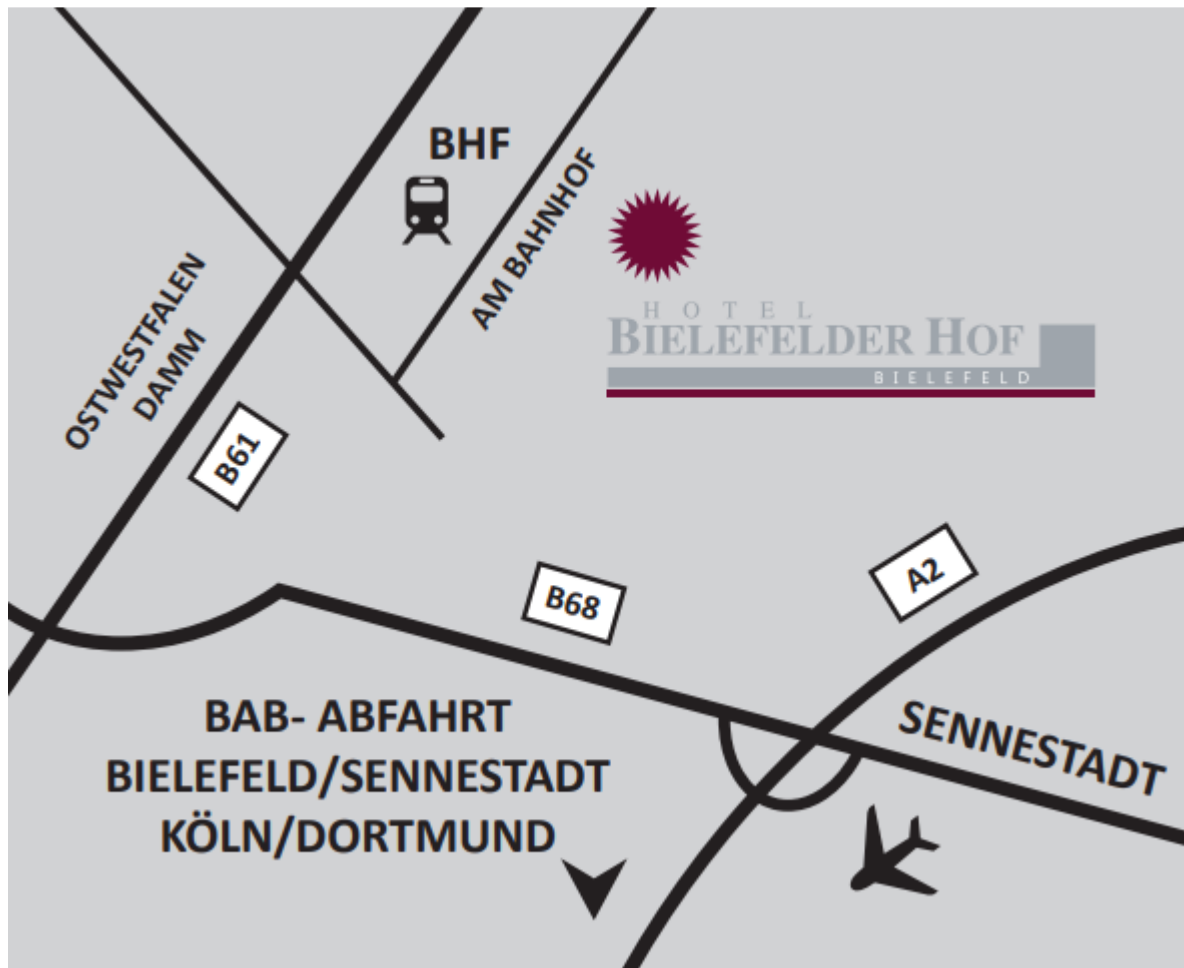 BHF
AM BAHNHOF
OSTWESTFALEN
DAMM
B61
HOTEL
BIELEFELDER HOF
BIELEFELD
B68
A2
SENNESTADT
BAB- ABFAHRT
BIELEFELD/SENNESTADT
KÖLN/DORTMUND